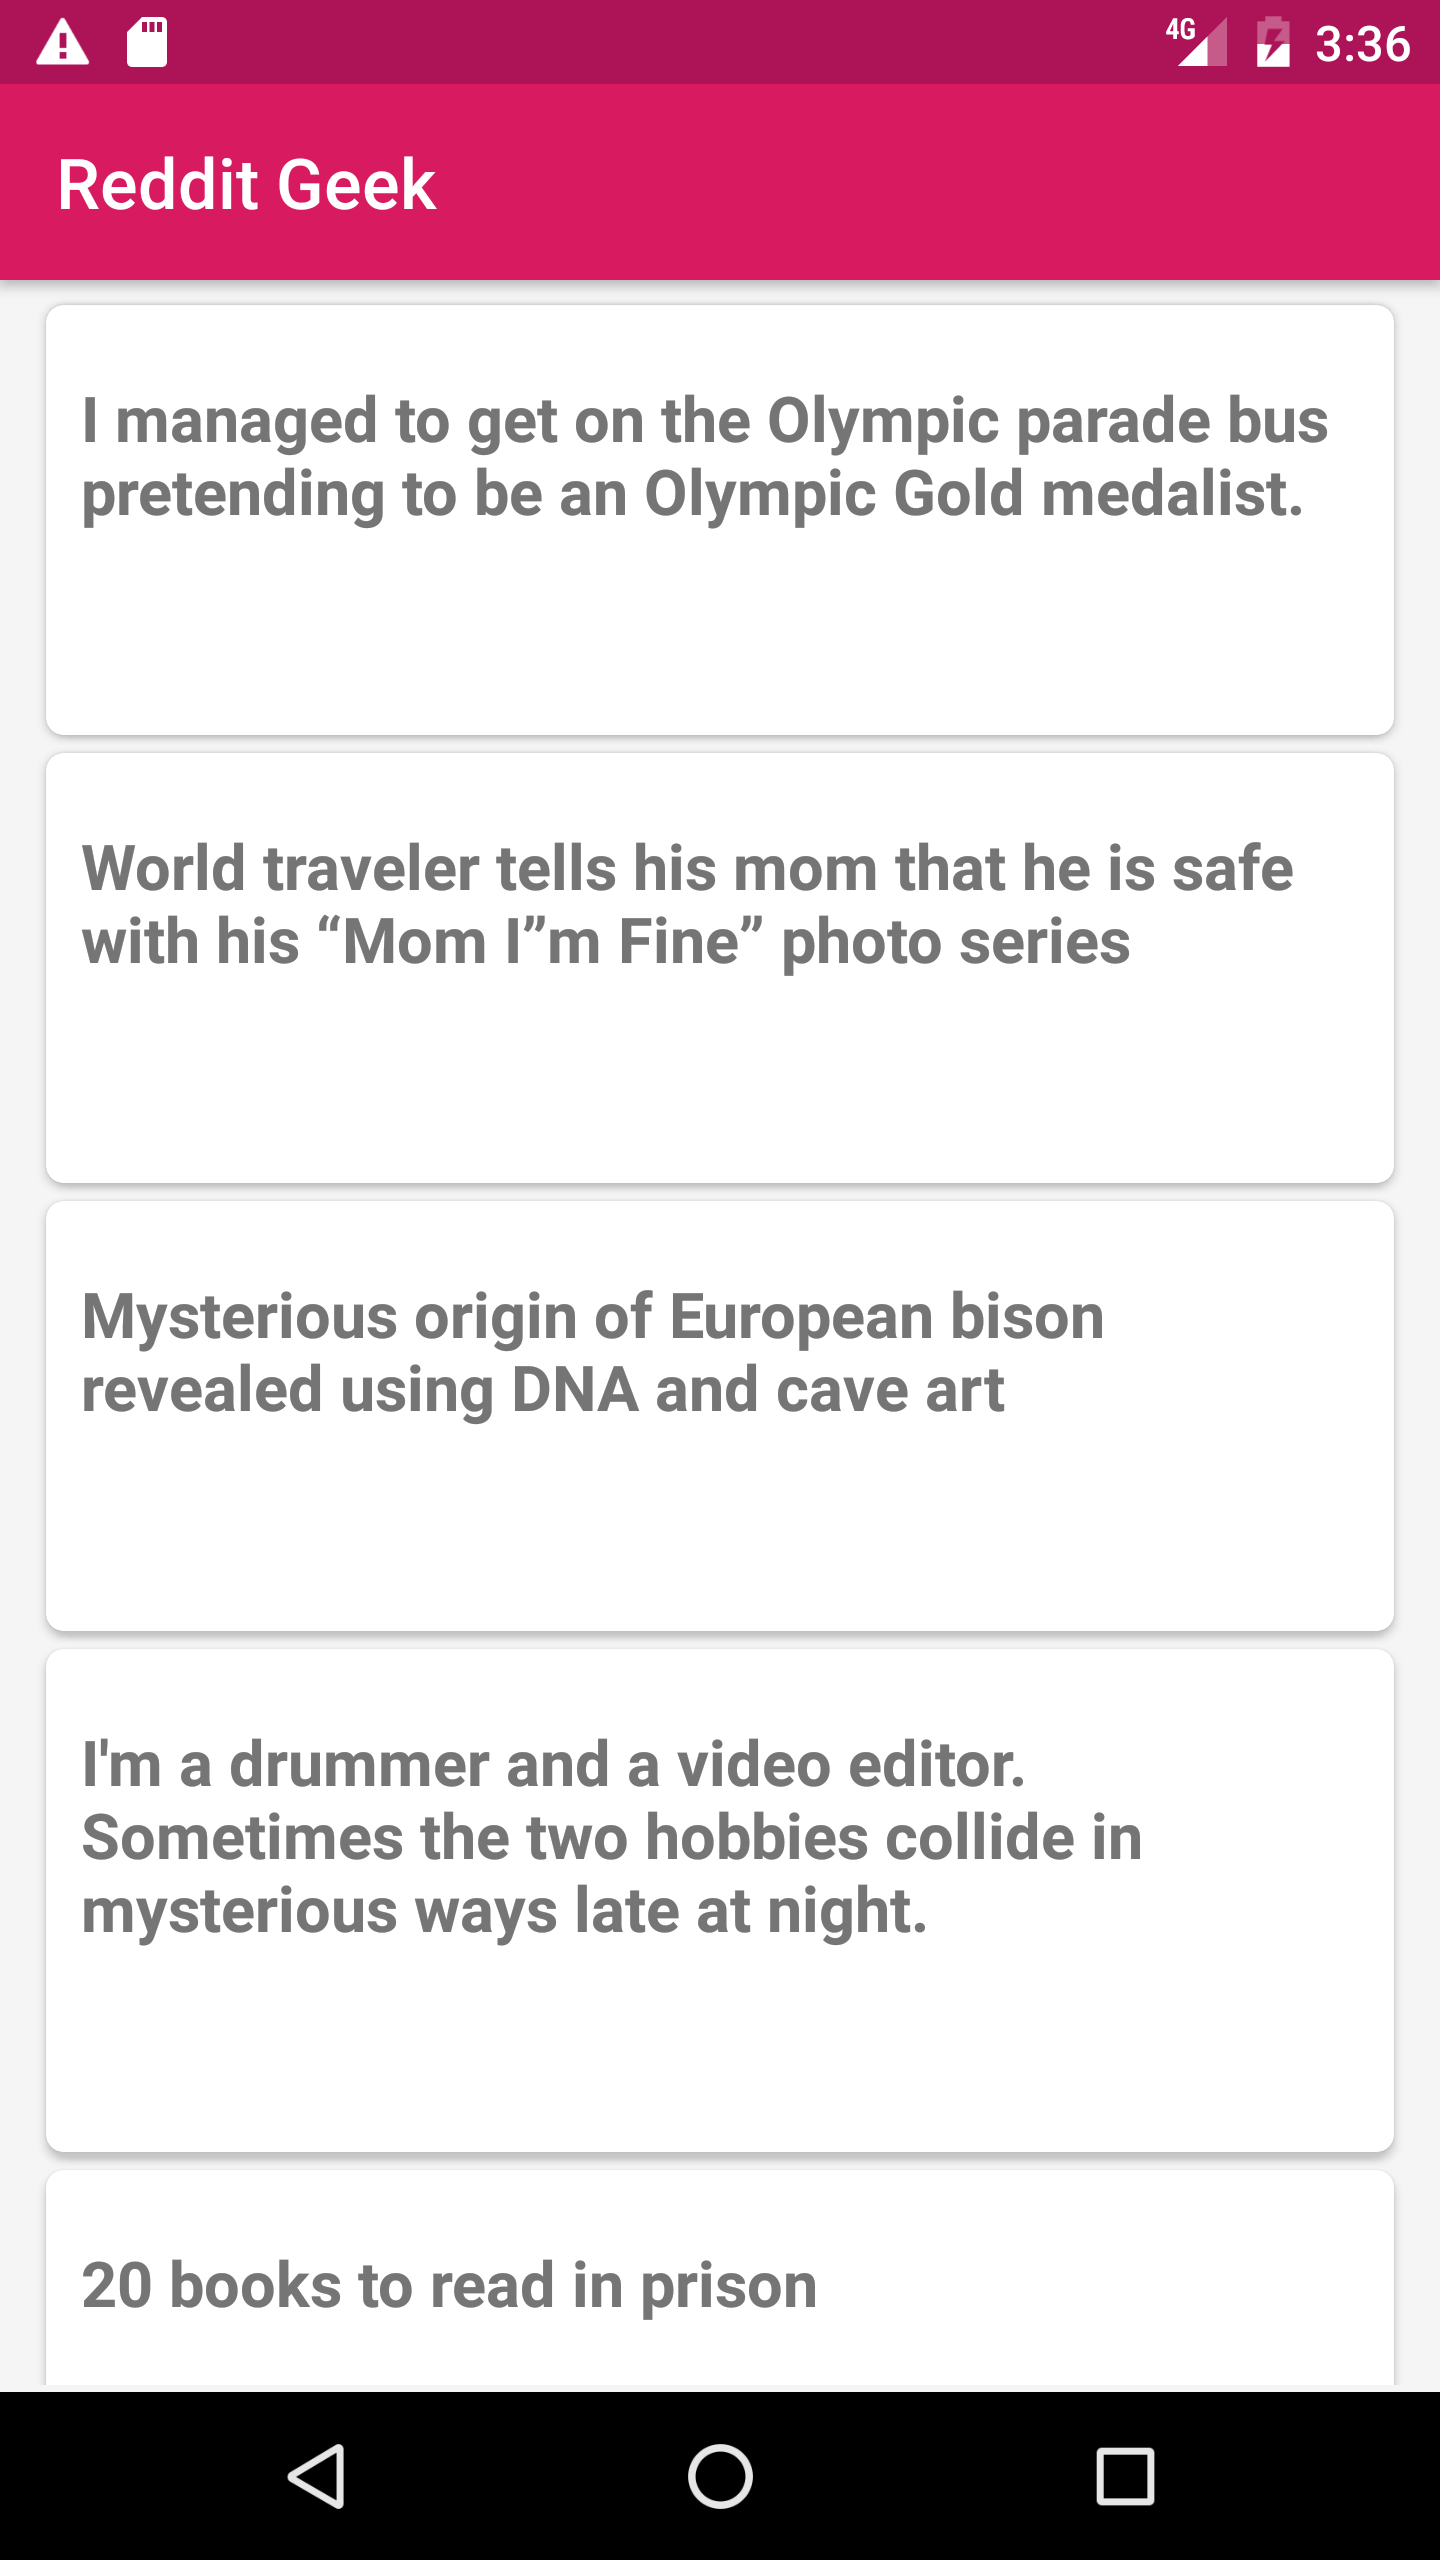 4G 3:36
Reddit Geek
I managed to get on the Olympic parade bus
pretending to be an Olympic Gold medalist.
World traveler tells his mom that he is safe
with his “Mom I”m Fine” photo series
Mysterious origin of European bison
revealed using DNA and cave art
I'm a drummer and a video editor.
Sometimes the two hobbies collide in
mysterious ways late at night.
20 books to read in prison